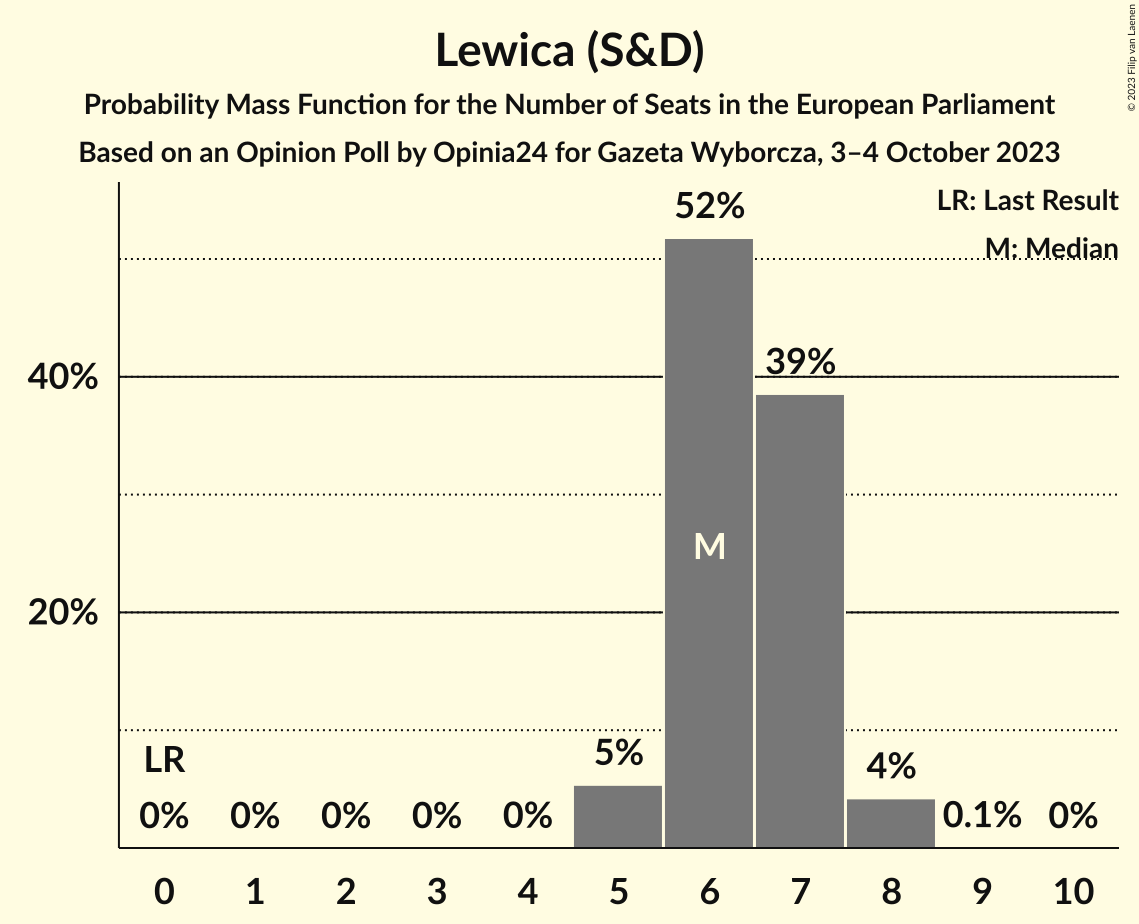 Lewica (S&D)
Probability Mass Function for the Number of Seats in the European Parliament
Based on an Opinion Poll by Opinia24 for Gazeta Wyborcza, 3–4 October 2023
© 2023 Filip van Laenen
LR: Last Result
M: Median
52%
39%
40%
M
20%
LR
5%
4%
0% 0% 0% 0% 0% 0.1% 0%
0 1 2 3 4 5 6 7 8 9 10